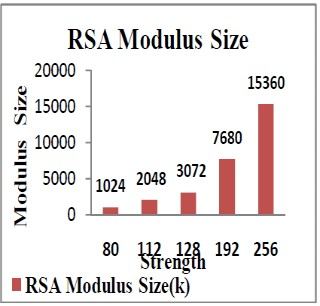 RSA Modulus Size
Modulus Size
20000
15000
10000
5000
0
1024
2048
3072
7680
15360
80 112 128 192 256
Strength
RSA Modulus Size(k)